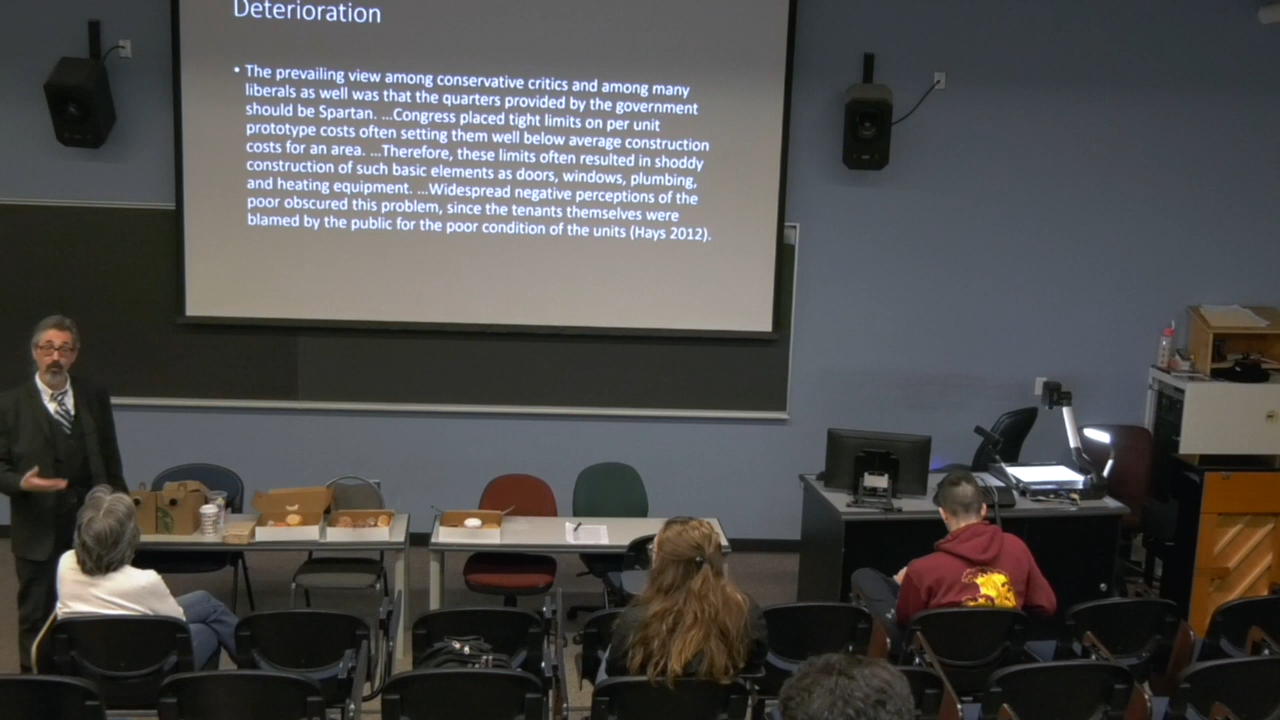 Deterioration
• The prevailing view among conservative critics and among many
liberals as well was that the quarters provided by the government
should be Spartan. ...Congress placed tight limits on per unit
prototype costs often setting them well below average construction
costs for an area. ...Therefore, these limits often resulted in shoddy
construction of such basic elements as doors, windows, plumbing,
and heating equipment. ...Widespread negative perceptions of the
poor obscured this problem, since the tenants themselves were
blamed by the public for the poor condition of the units (Hays 2012).